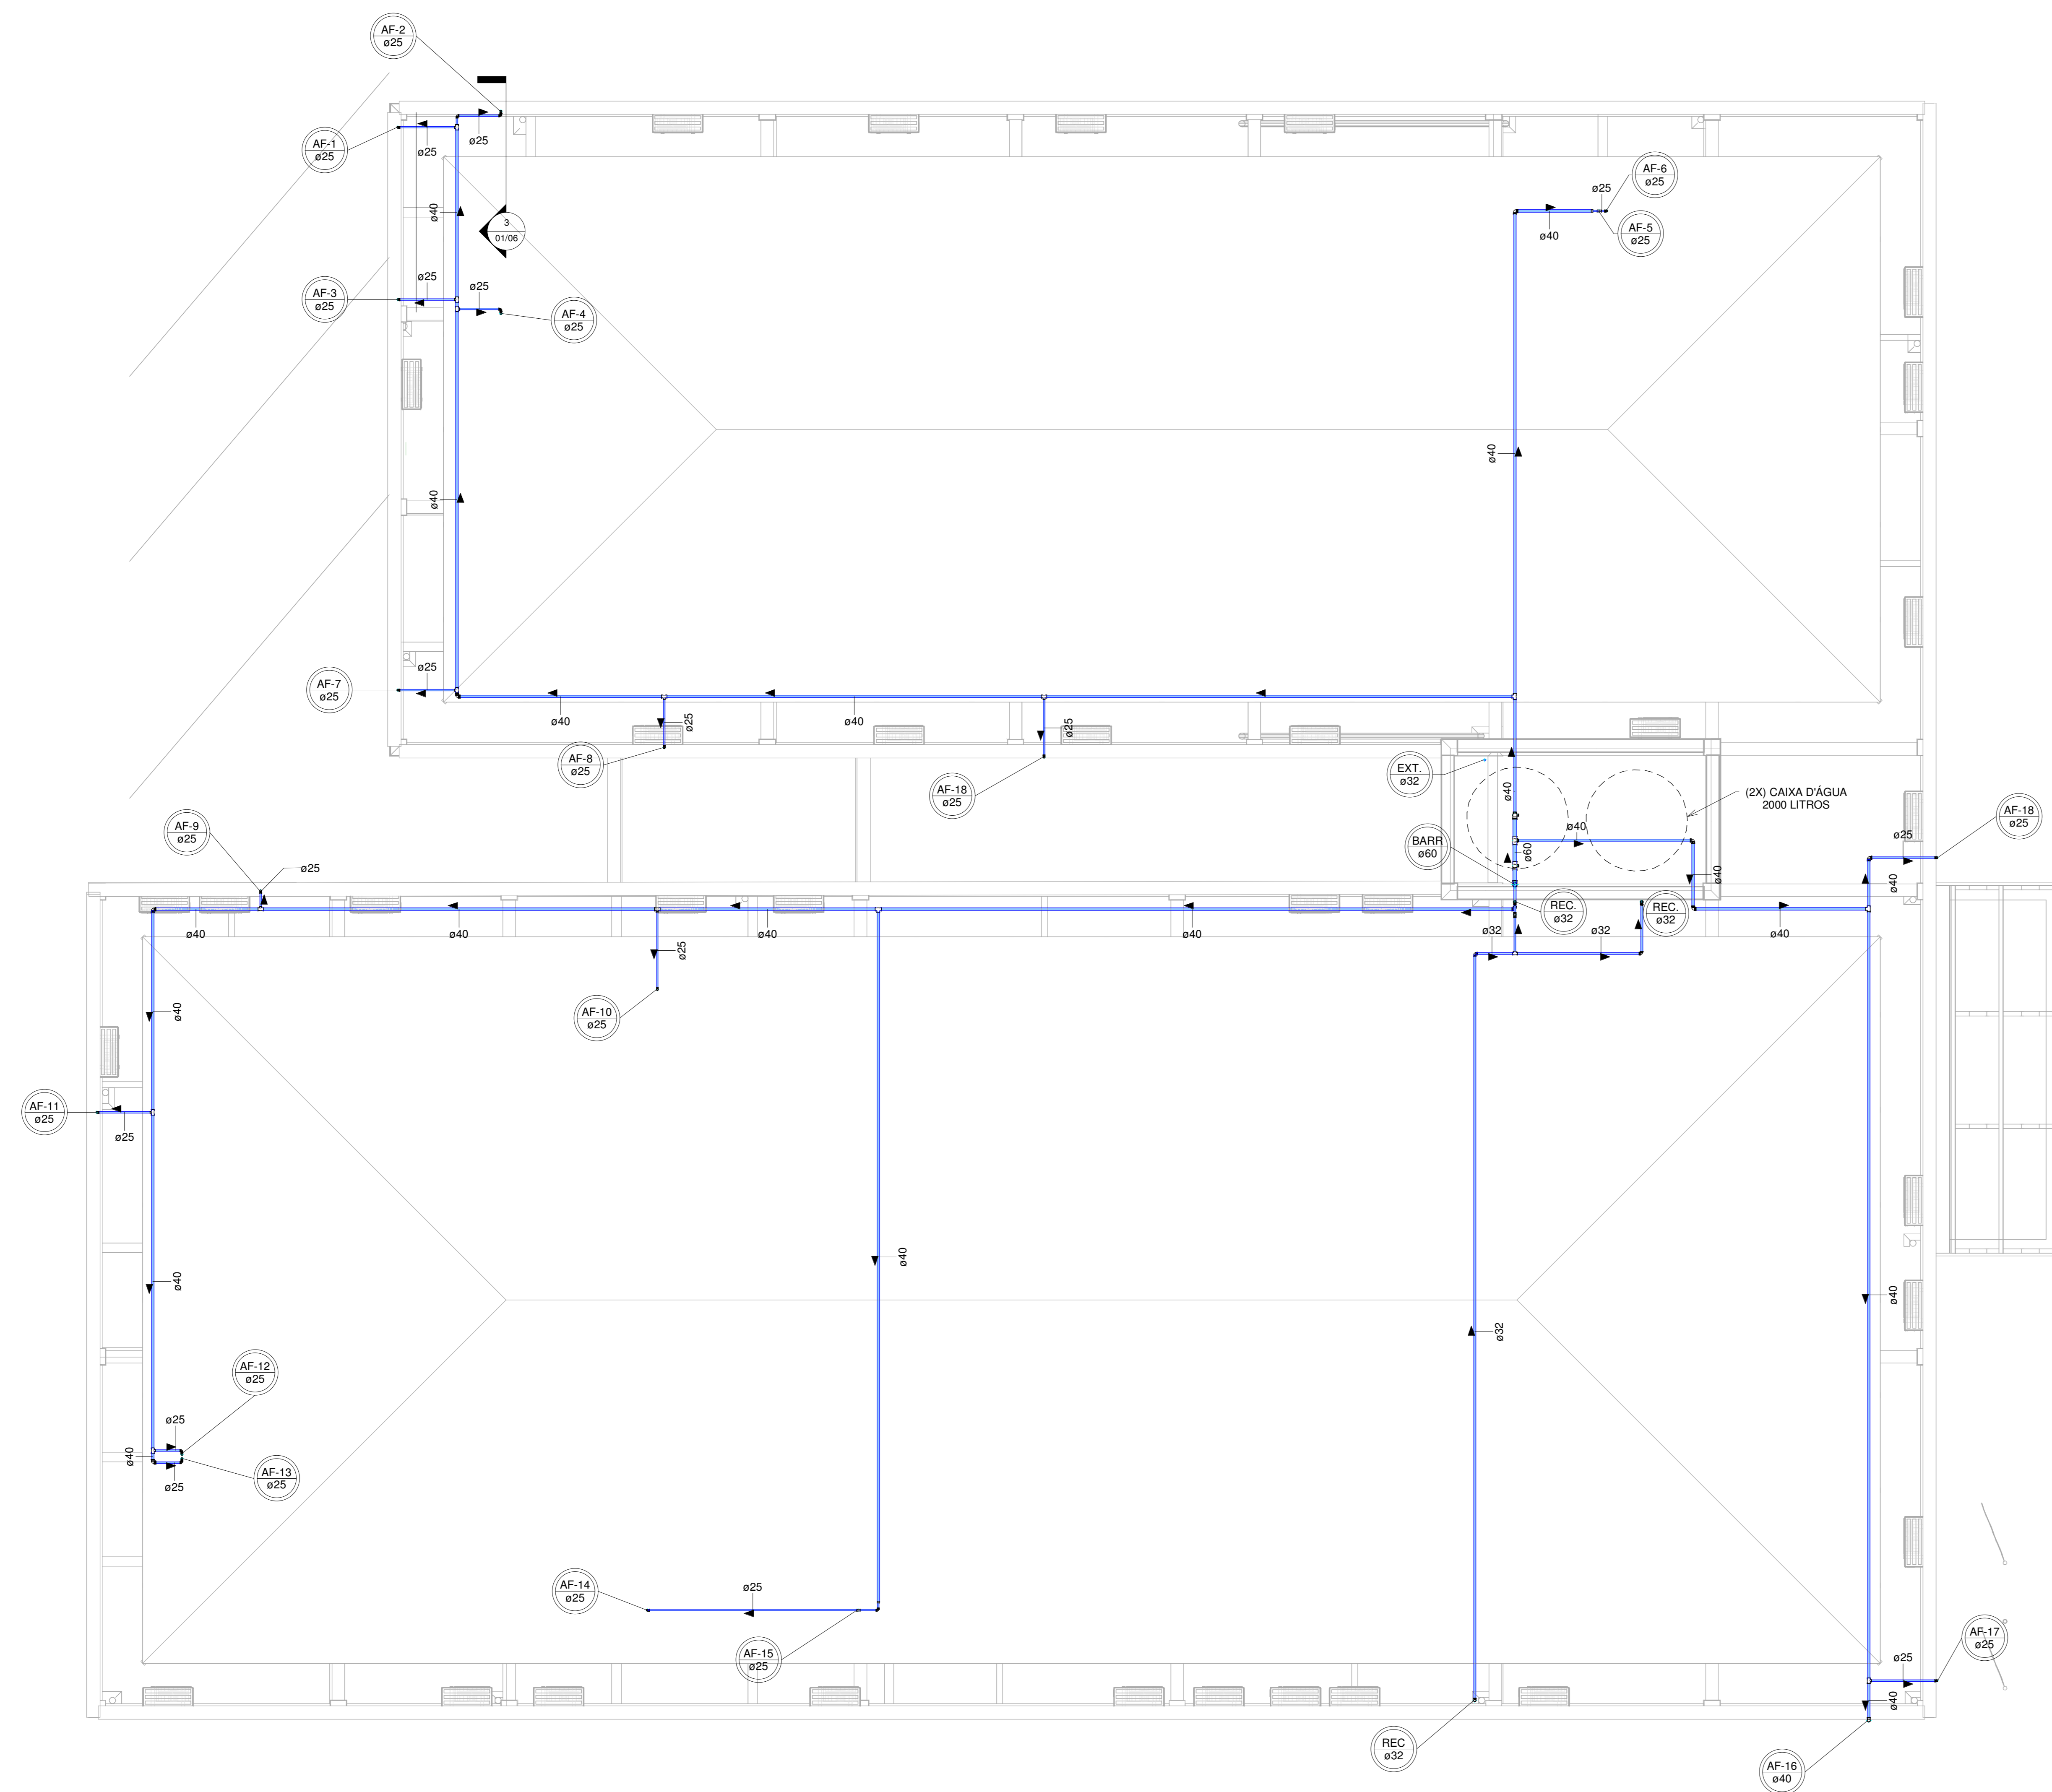 AF-2
ø25
AF-1
ø25
ø25
ø25
ø40
3
01/06
AF-6
ø25
ø25
AF-5
ø25
ø40
AF-3
ø25
ø25
ø25
AF-4
ø25
ø40
ø40
AF-7
ø25
ø25
ø40
ø25
ø40
ø25
AF-8
ø25
AF-18
ø25
EXT.
ø32
ø40
(2X) CAIXA D'ÁGUA
2000 LITROS
AF-9
ø25
ø25
BARR
ø60
ø60
ø40
ø40
ø25
AF-18
ø25
ø40
REC.
ø32
REC.
ø32
ø40
ø40
ø40
ø40
ø40
ø32
ø32
ø25
ø40
AF-10
ø25
AF-11
ø25
ø25
ø40
ø40
ø40
ø32
AF-12
ø25
ø25
ø40
ø25
AF-13
ø25
AF-14
ø25
ø25
AF-15
ø25
AF-17
ø25
ø25
ø40
REC
ø32
AF-16
ø40